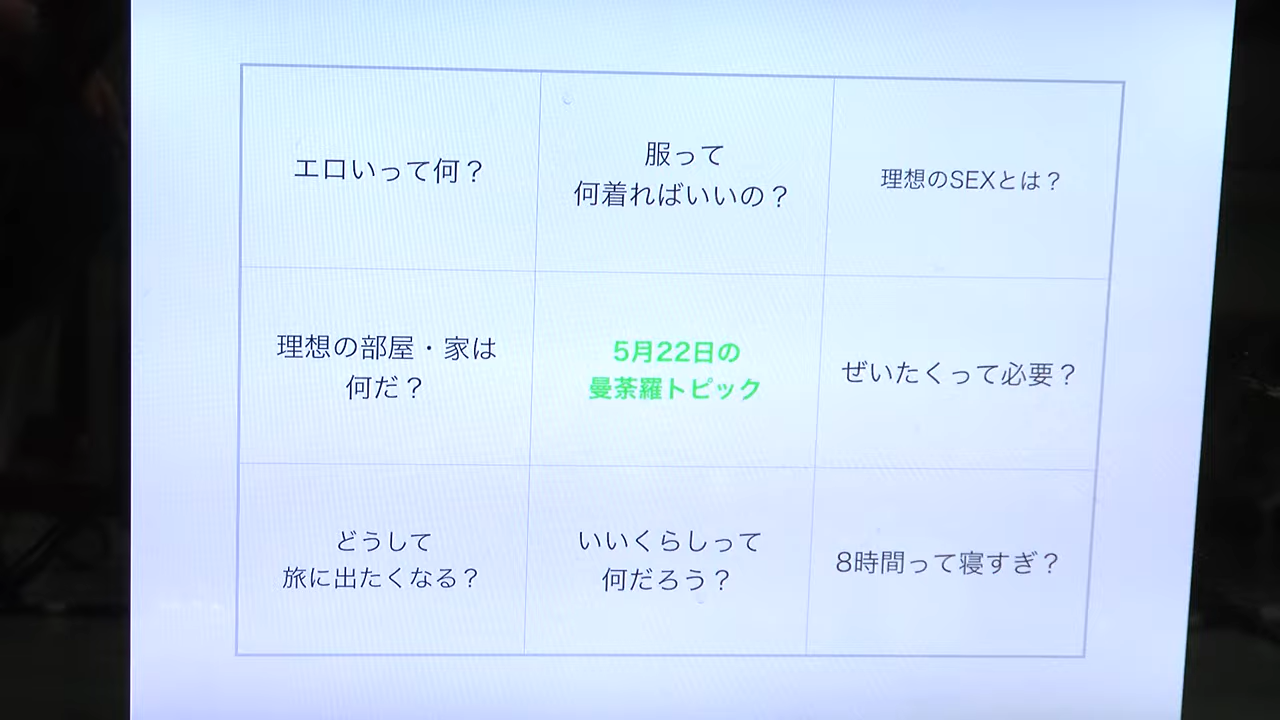 エロいって何？
服って
何着ればいいの？
理想のSEXとは？
理想の部屋・家は
何だ？
5月22日の
曼荼羅トピック
ぜいたくって必要？
どうして
旅に出たくなる？
いいくらしって
何だろう？
8時間って寝すぎ？